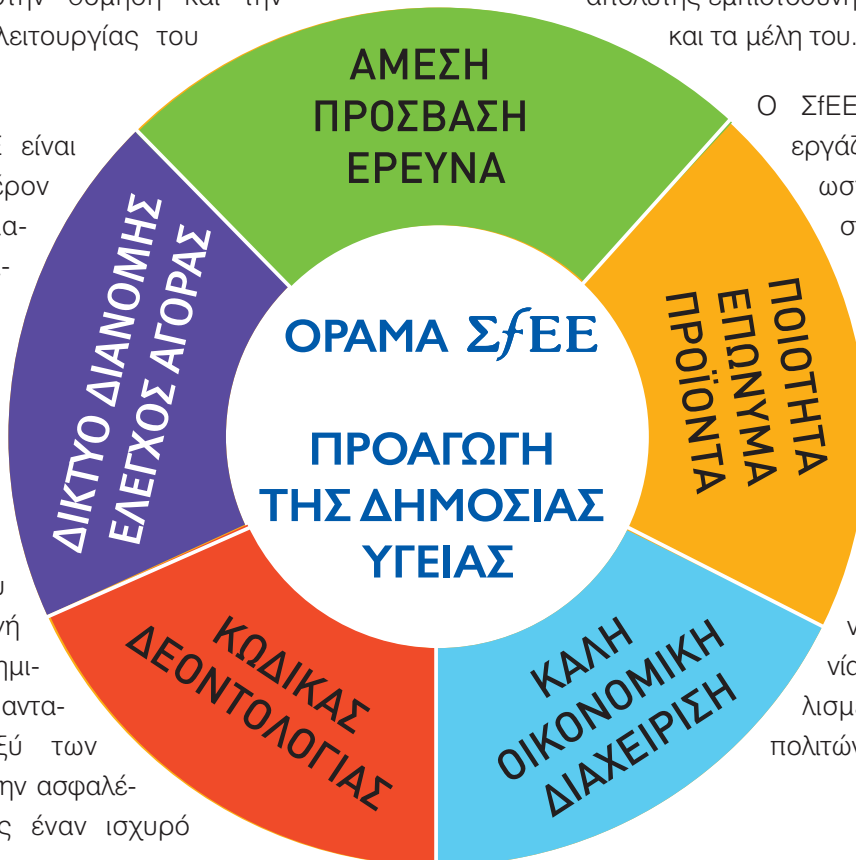 λειτουργίας του
και τα μέλη του.
είναι
Ο ΣfΕΕ
ΑΜΕΣΗ
ΠΡΟΣΒΑΣΗ
ΕΡΕΥΝΑ
ΠΟΙΟΤΗΤΑ
ΕΠΩΝΥΜΑ
ΠΡΟΪΟΝΤΑ
ΚΑΛΗ
ΟΙΚΟΝΟΜΙΚΗ
ΔΙΑΧΕΙΡΙΣΗ
ΚΩΔΙΚΑΣ
ΔΕΟΝΤΟΛΟΓΙΑΣ
ΔΙΚΤΥΟ ΔΙΑΝΟΜΗΣ
ΕΛΕΓΧΟΣ ΑΓΟΡΑΣ
ΟΡΑΜΑ ΣfΕΕ
ΠΡΟΑΓΩΓΗ
ΤΗΣ ΔΗΜΟΣΙΑΣ
ΥΓΕΙΑΣ
αντα-
ξύ των
ην ασφαλέ-
ς έναν ισχυρό
πολιτών